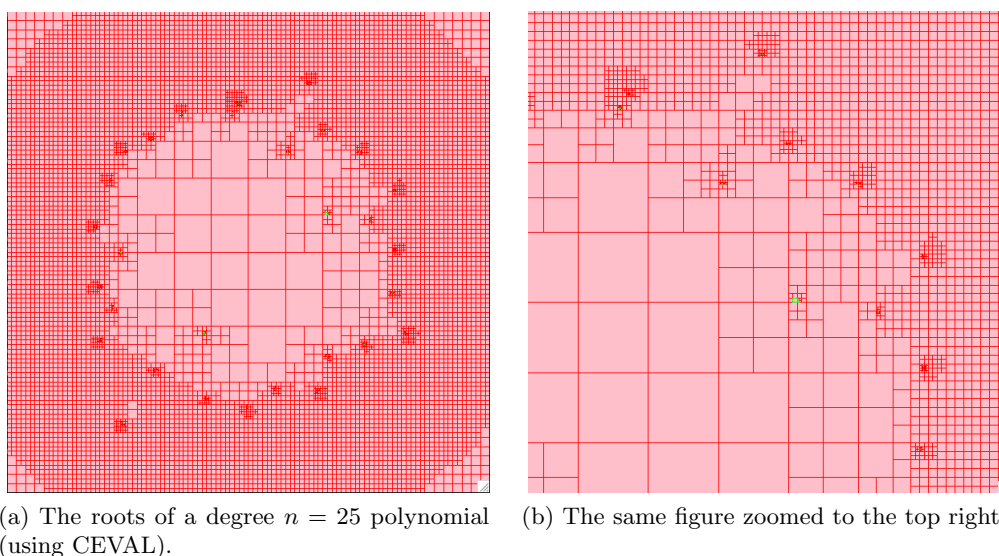 (a) The roots of a degree n = 25 polynomial
(using CEVAL).
(b) The same figure zoomed to the top right